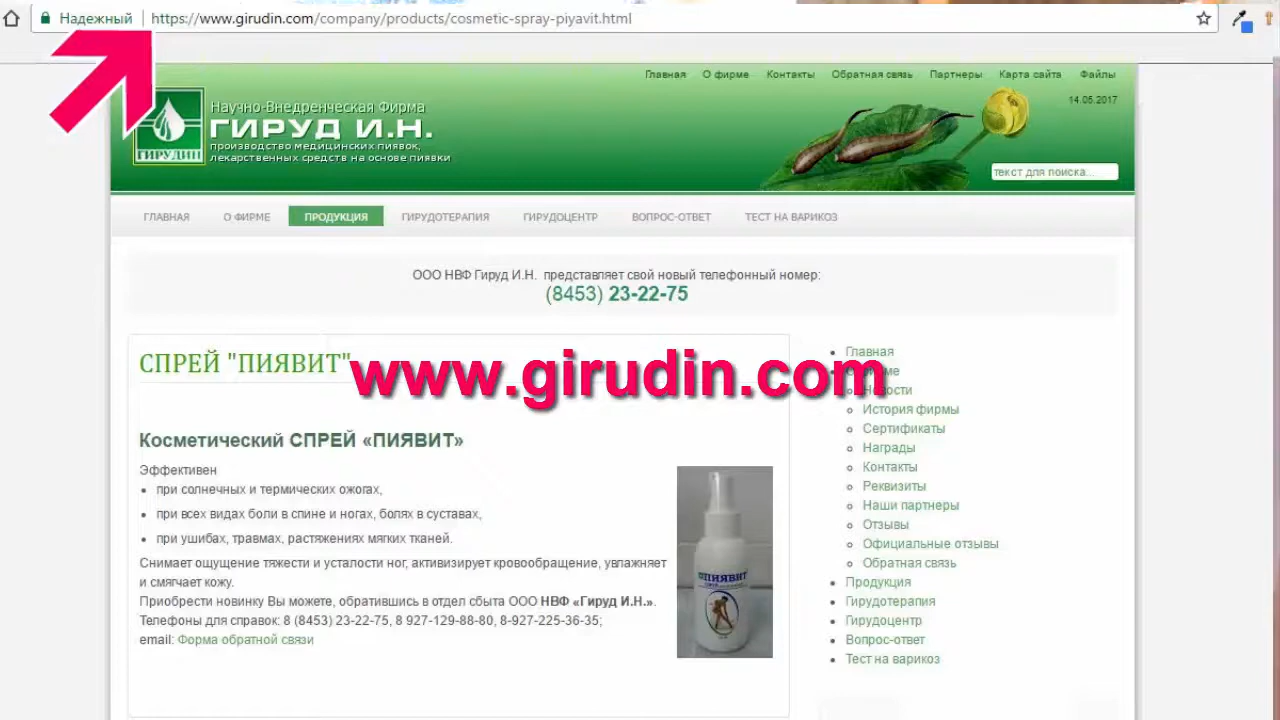 Надежный https://www.girudin.com/company/products/cosmetic-spray-piyavit.html
Главная О фирме Контакты Обратная связь Партнеры Карта сайта Файлы
14.05.2017
Научно-Внедренческая Фирма
ГИРУД И.Н.
производство медицинских пиявок,
лекарственных средств на основе пиявки
ГИРУДИН
текст для поиска...
ГЛАВНАЯ О ФИРМЕ ПРОДУКЦИЯ ГИРУДОТЕРАПИЯ ГИРУДОЦЕНТР ВОПРОС-ОТВЕТ ТЕСТ НА ВАРИКОЗ
ООО НВФ Гируд И.Н. представляет свой новый телефонный номер:
(8453) 23-22-75
СПРЕЙ "ПИЯВИТ"
www.girudin.com
Косметический СПРЕЙ «ПИЯВИТ»
Эффективен
при солнечных и термических ожогах,
при всех видах боли в спине и ногах, болях в суставах,
при ушибах, травмах, растяжениях мягких тканей.
Снимает ощущение тяжести и усталости ног, активизирует кровообращение, увлажняет
и смягчает кожу.
Приобрести новинку Вы можете, обратившись в отдел сбыта ООО НВФ «Гируд И.Н.».
Телефоны для справок: 8 (8453) 23-22-75, 8 927-129-88-80, 8-927-225-36-35;
email: Форма обратной связи
ПИЯВИТ
Главная
Новости
История фирмы
Сертификаты
Награды
Контакты
Реквизиты
Наши партнеры
Отзывы
Официальные отзывы
Обратная связь
Продукция
Гирудотерапия
Гирудоцентр
Вопрос-ответ
Тест на варикоз